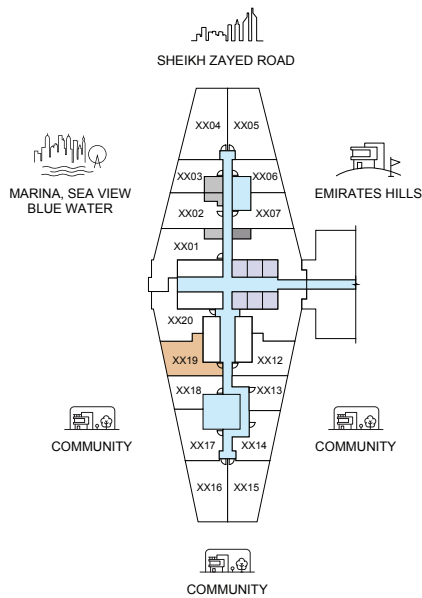 SHEIKH ZAYED ROAD
XX04
XX05
MARINA, SEA VIEW
BLUE WATER
XX03
XX06
EMIRATES HILLS
XX02
XX07
XX01
XX20
XX19
XX12
XX18
XX13
COMMUNITY
COMMUNITY
XX17
XX14
XX16
XX15
COMMUNITY